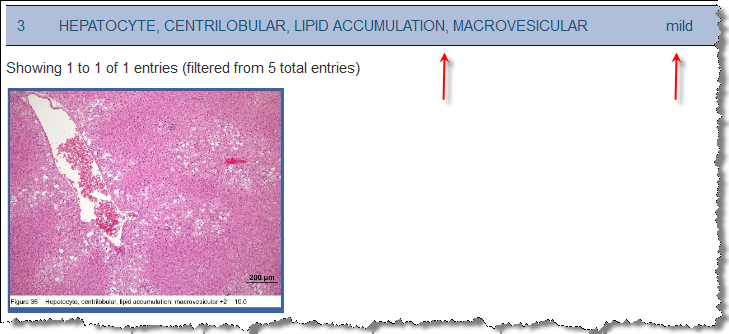 3 HEPATOCYTE, CENTRILOBULAR, LIPID ACCUMULATION, MACROVESICULAR mild
Showing 1 to 1 of 1 entries (filtered from 5 total entries)
200 µm
Figure 36 Hepatocyte, centrilobular, lipid accumulation, macrovesicular +2 10.0